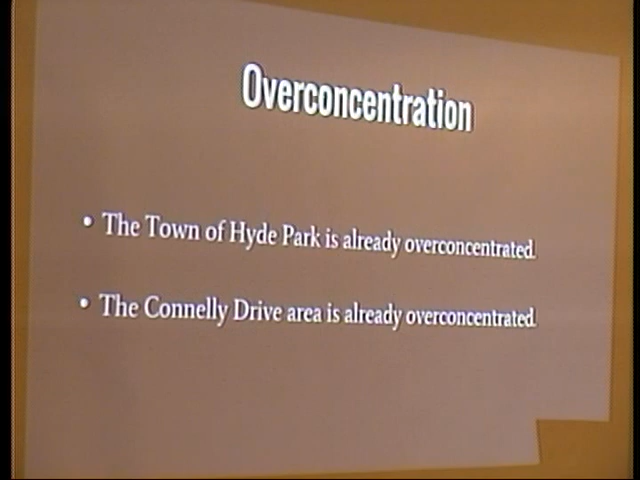 Overconcentration
• The Town of Hyde Park is already overconcentrated.
• The Connelly Drive area is already overconcentrated.